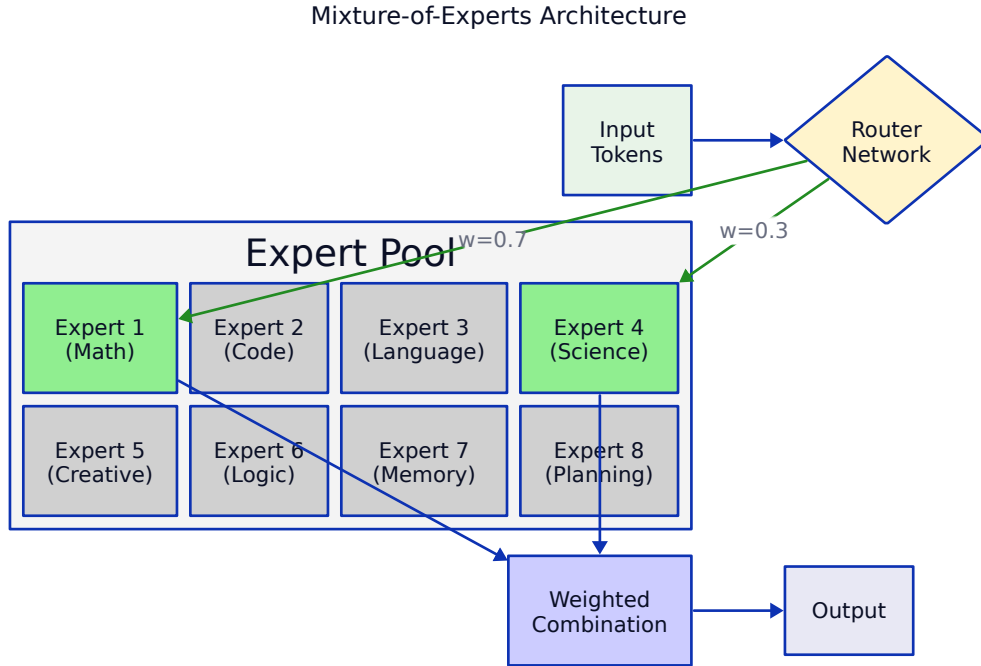 Mixture-of-Experts Architecture
Input
Tokens
Router
Network
w=0.7
w=0.3
Expert Pool
Expert 1
(Math)
Expert 2
(Code)
Expert 3
(Language)
Expert 4
(Science)
Expert 5
(Creative)
Expert 6
(Logic)
Expert 7
(Memory)
Expert 8
(Planning)
Weighted
Combination
Output